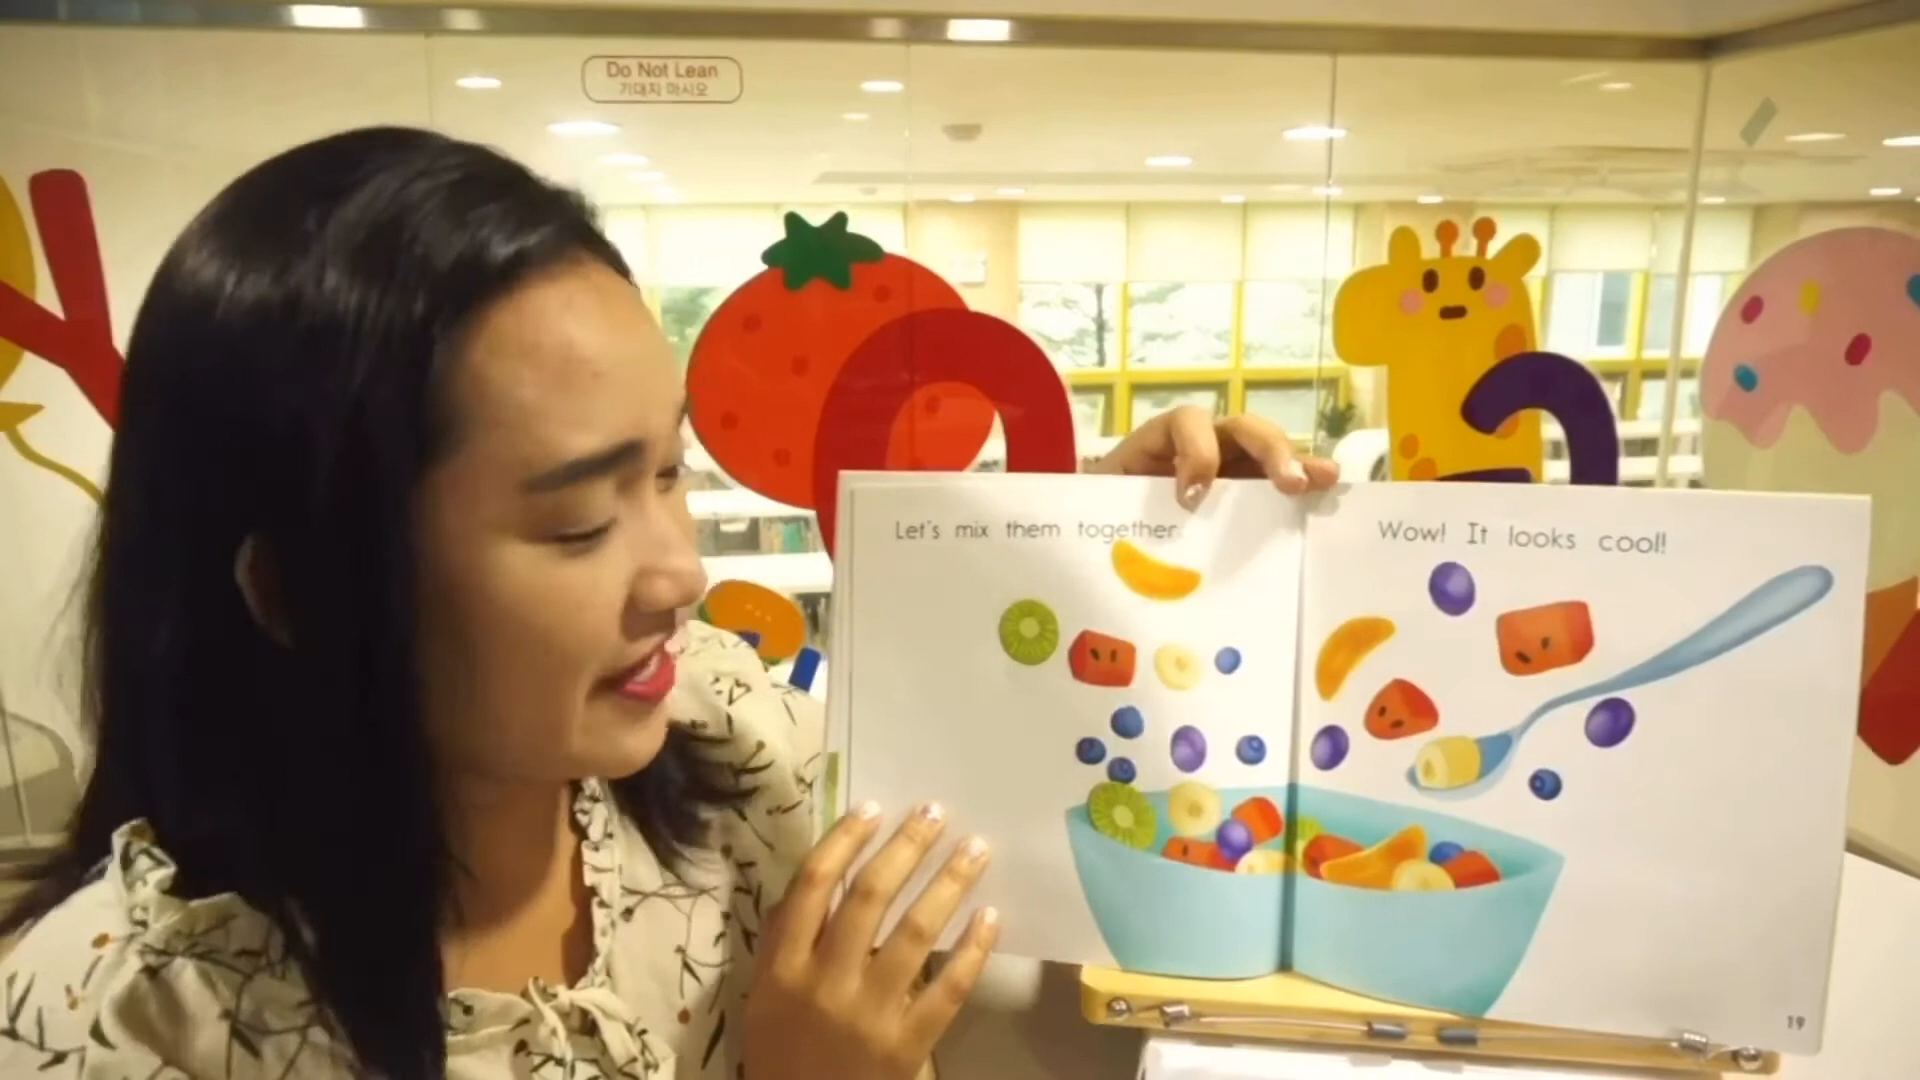 Do Not Lean
기대지 마시오
Let's mix them together.
Wow! It looks cool!
19